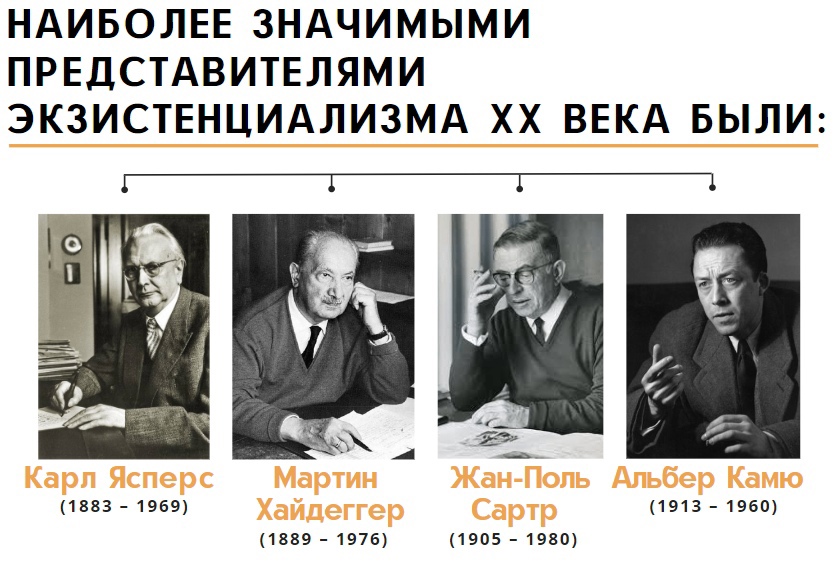 НАИБОЛЕЕ ЗНАЧИМЫМИ
ПРЕДСТАВИТЕЛЯМИ
ЭКЗИСТЕНЦИАЛИЗМА XX ВЕКА БЫЛИ:
Карл Ясперс
(1883 – 1969)
Мартин
Хайдеггер
(1889 – 1976)
Жан-Поль
Сартр
(1905 – 1980)
Альбер Камю
(1913 – 1960)